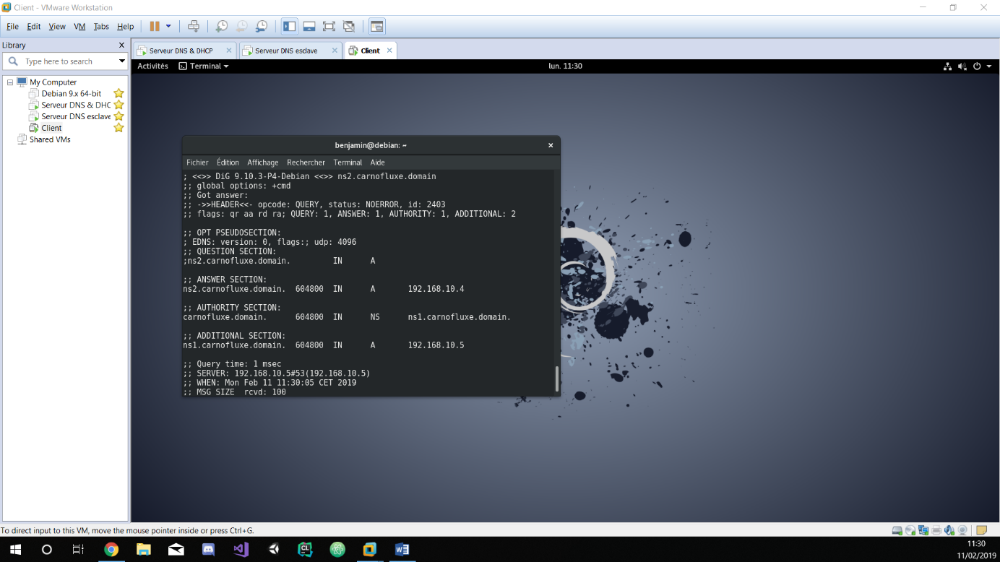 Client - VMware Workstation
File Edit View VM Tabs Help
Library
Type here to search
My Computer
Debian 9.x 64-bit
Serveur DNS & DHC
Serveur DNS esclave
Client
Shared VMs
Serveur DNS & DHCP
Serveur DNS esclave
Client
Activités Terminal lun. 11:30
benjamin@debian: ~
Fichier Édition Affichage Rechercher Terminal Aide
; <<>> DiG 9.10.3-P4-Debian <<>> ns2.carnofluxe.domain
;; global options: +cmd
;; Got answer:
;; ->>HEADER<<- opcode: QUERY, status: NOERROR, id: 2403
;; flags: qr aa rd ra; QUERY: 1, ANSWER: 1, AUTHORITY: 1, ADDITIONAL: 2
;; OPT PSEUDOSECTION:
; EDNS: version: 0, flags:; udp: 4096
;; QUESTION SECTION:
;ns2.carnofluxe.domain. IN A
;; ANSWER SECTION:
ns2.carnofluxe.domain. 604800 IN A 192.168.10.4
;; AUTHORITY SECTION:
carnofluxe.domain. 604800 IN NS ns1.carnofluxe.domain.
;; ADDITIONAL SECTION:
ns1.carnofluxe.domain. 604800 IN A 192.168.10.5
;; Query time: 1 msec
;; SERVER: 192.168.10.5#53(192.168.10.5)
;; WHEN: Mon Feb 11 11:30:05 CET 2019
;; MSG SIZE rcvd: 100
To direct input to this VM, move the mouse pointer inside or press Ctrl+G.
11:30
11/02/2019